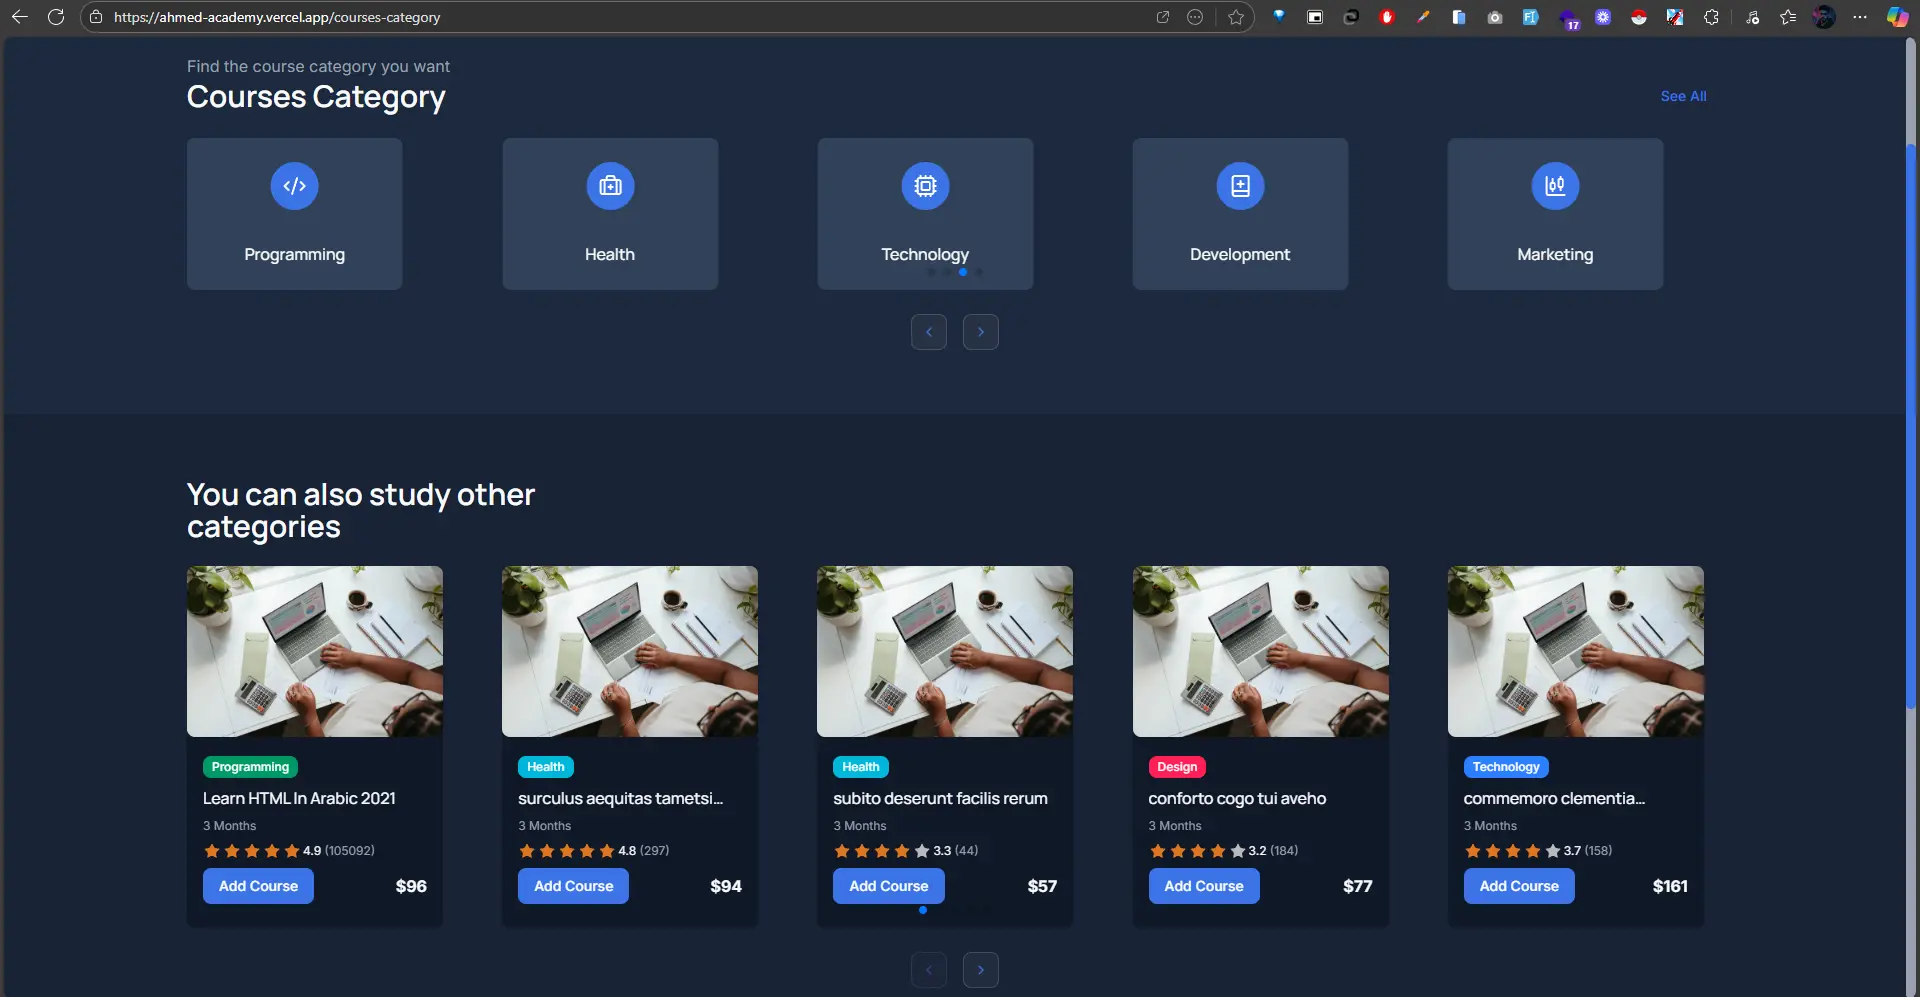 https://ahmed-academy.vercel.app/courses-category
17
Find the course category you want
Courses Category
See All
Programming
Health
Technology
Development
Marketing
You can also study other
categories
Programming
Learn HTML In Arabic 2021
3 Months
4.9 (105092)
Add Course
$96
Health
surculus aequitas tametsi...
3 Months
4.8 (297)
Add Course
$94
Health
subito deserunt facilis rerum
3 Months
3.3 (44)
Add Course
$57
Design
conforto cogo tui aveho
3 Months
3.2 (184)
Add Course
$77
Technology
commemoro clementia...
3 Months
3.7 (158)
Add Course
$161